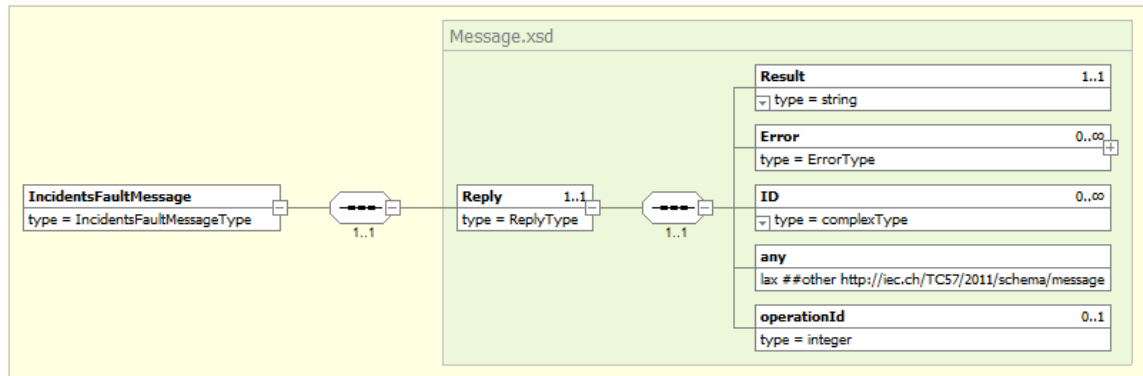 Message.xsd
Result 1..1
type = string
Error 0..∞
type = ErrorType
IncidentsFaultMessage
type = IncidentsFaultMessageType
1..1
Reply 1..1
type = ReplyType
1..1
ID 0..∞
type = complexType
any
lax ##other http://iec.ch/TC57/2011/schema/message
operationId 0..1
type = integer